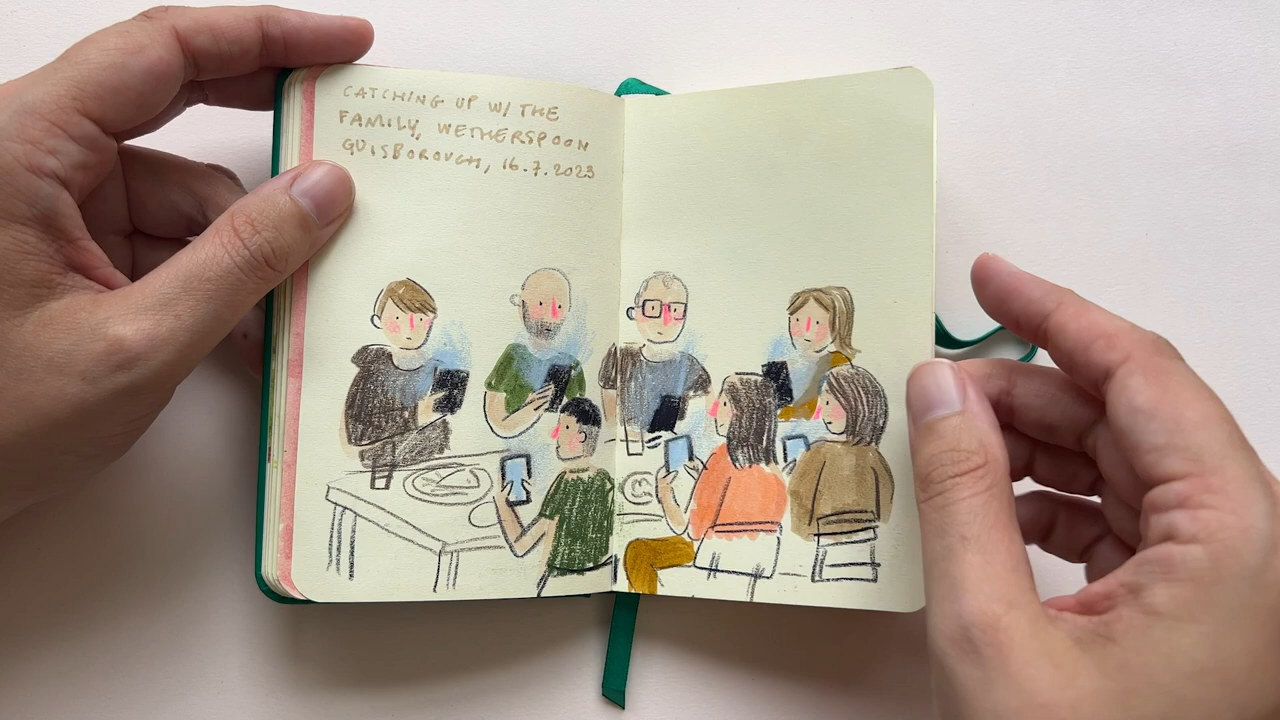 CATCHING UP W/ THE
FAMILY, WETHERSPOON
GUISBOROUGH, 16.7.2023